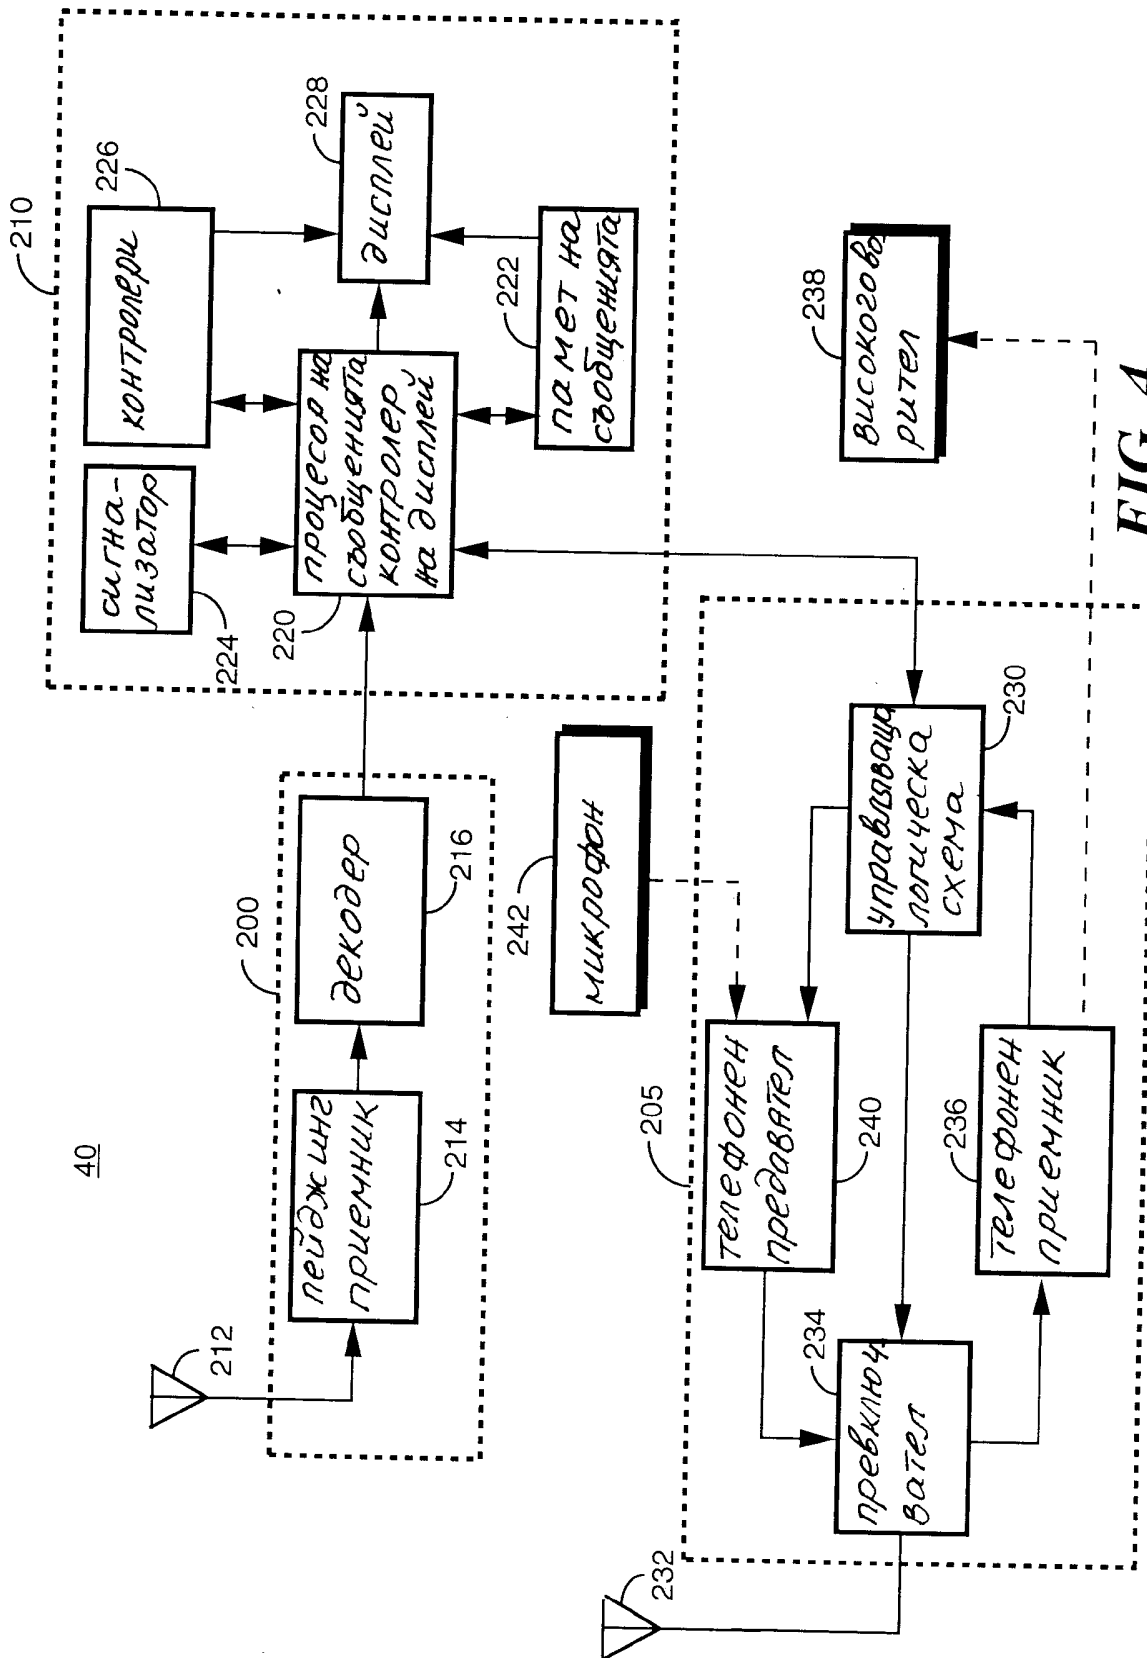 40
212
200
пейджинг
приемник
214
декодер
216
210
сигна-
лизатор
224
контролери
226
220
процесор на
съобщенията
контролер
на дисплей
дисплей
228
222
памет на
съобщенията
242
микрофон
238
високогово
рител
205
232
234
превключ
вател
телефонен
предавател
240
236
телефонен
приемник
управляваща
логическа
схема
230
FIG. 4